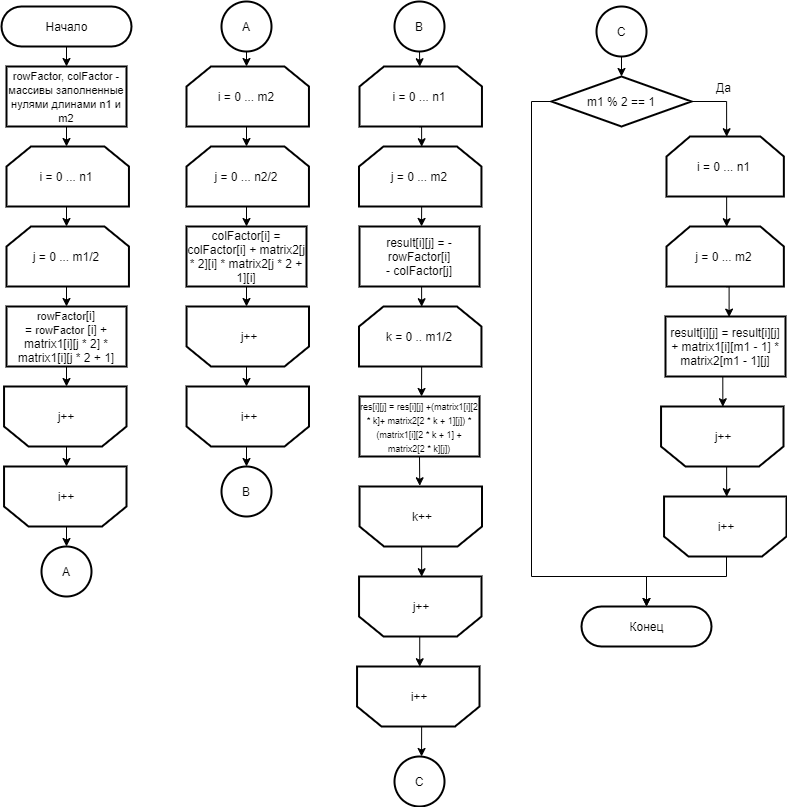 Начало
rowFactor, colFactor -
массивы заполненные
нулями длинами n1 и
m2
i = 0 ... n1
j = 0 ... m1/2
rowFactor[i]
= rowFactor [i] +
matrix1[i][j * 2] *
matrix1[i][j * 2 + 1]
j++
i++
A
A
i = 0 ... m2
j = 0 ... n2/2
colFactor[i] =
colFactor[i] + matrix2[j
* 2][i] * matrix2[j * 2 +
1][i]
j++
i++
B
B
i = 0 ... n1
j = 0 ... m2
result[i][j] = -
rowFactor[i]
- colFactor[j]
k = 0 .. m1/2
res[i][j] = res[i][j] +(matrix1[i][2
* k]+ matrix2[2 * k + 1][j]) *
(matrix1[i][2 * k + 1] +
matrix2[2 * k][j])
k++
j++
i++
C
C
m1 % 2 == 1
Да
i = 0 ... n1
j = 0 ... m2
result[i][j] = result[i][j]
+ matrix1[i][m1 - 1] *
matrix2[m1 - 1][j]
j++
i++
Конец